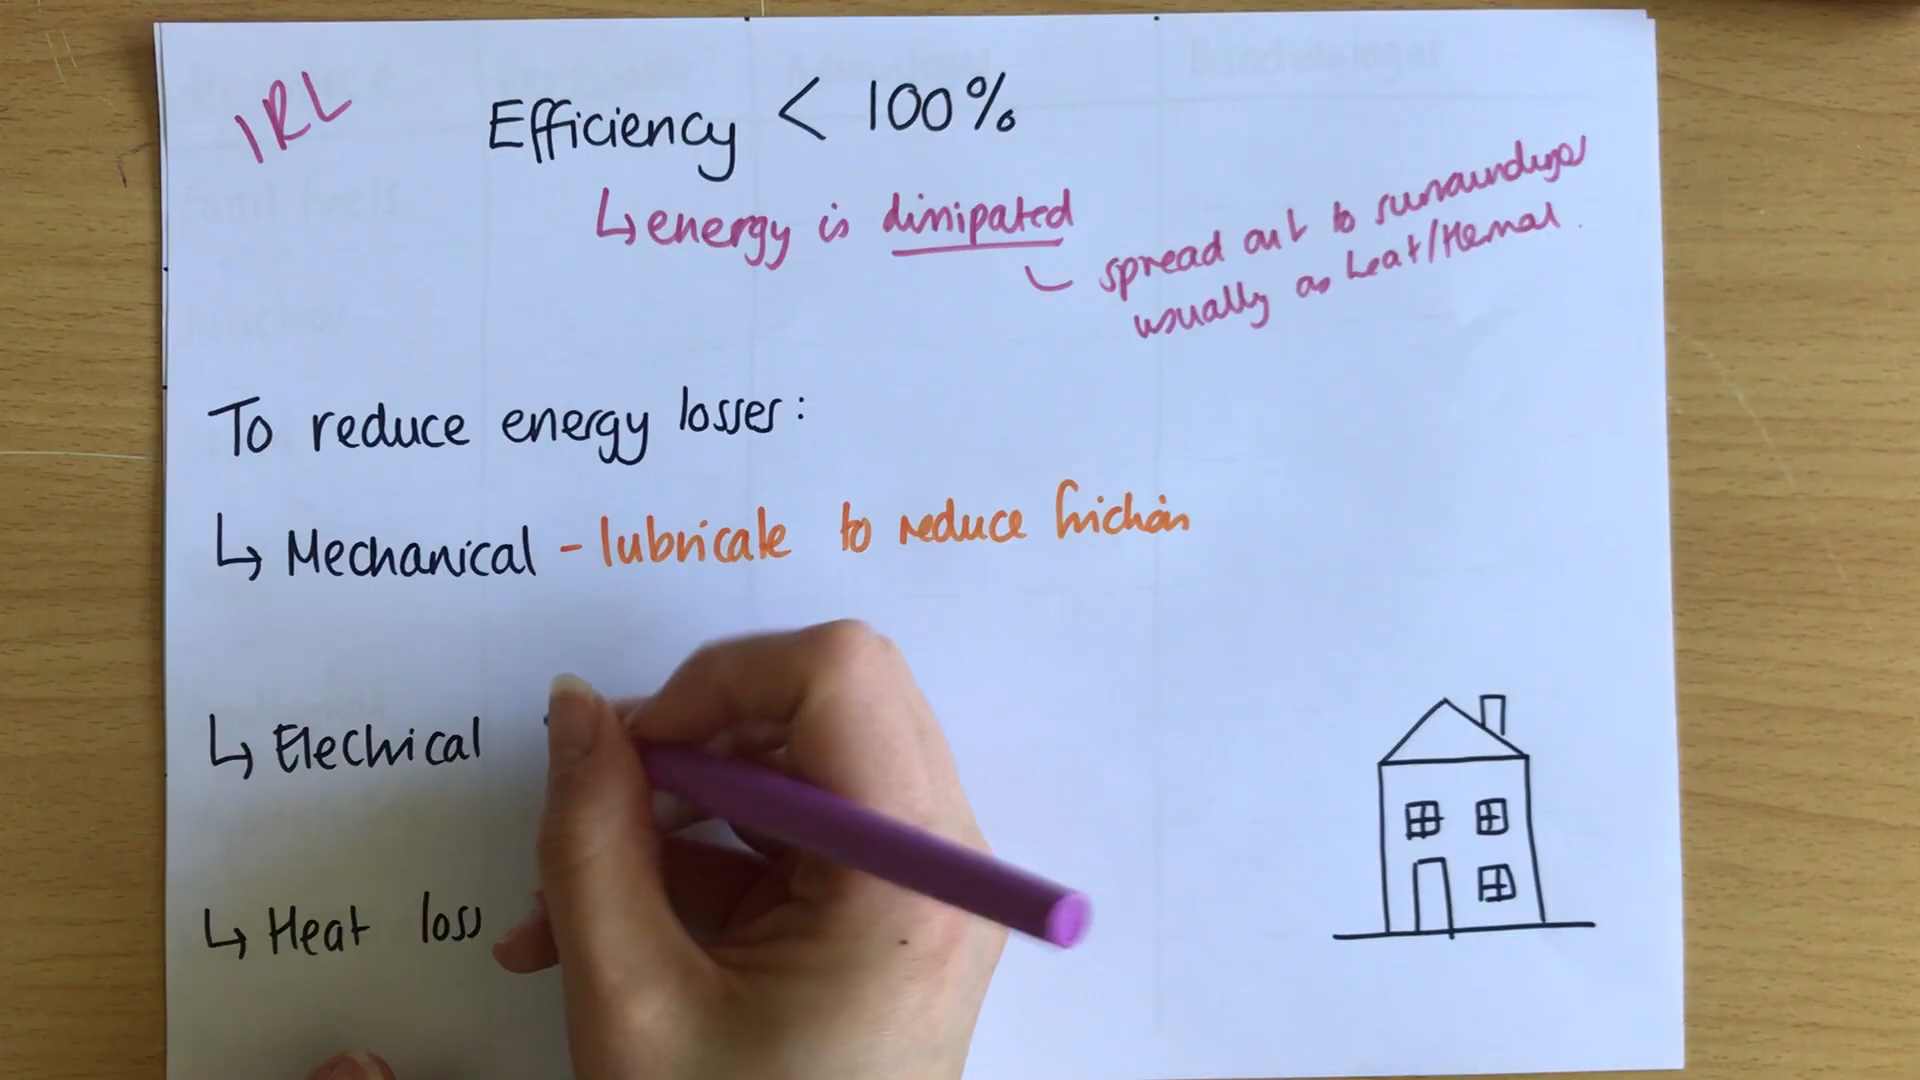 IRL
Efficiency < 100%
↳ energy is dissipated
spread out to surroundings
usually as heat/thermal.
To reduce energy losses:
↳ Mechanical - lubricate to reduce friction
↳ Electrical
↳ Heat loss